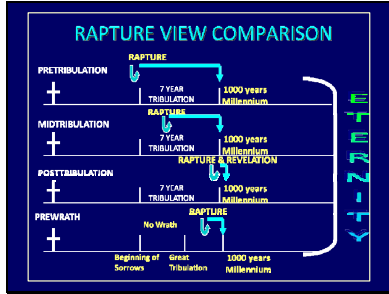 RAPTURE VIEW COMPARISON
RAPTURE
PRETRIBULATION
7 YEAR
TRIBULATION
1000 years
Millennium
RAPTURE
MIDTRIBULATION
7 YEAR
TRIBULATION
1000 years
Millennium
RAPTURE & REVELATION
POSTTRIBULATION
7 YEAR
TRIBULATION
1000 years
Millennium
RAPTURE
PREWRATH
No Wrath
Beginning of
Sorrows
Great
Tribulation
1000 years
Millennium
ETERNITY